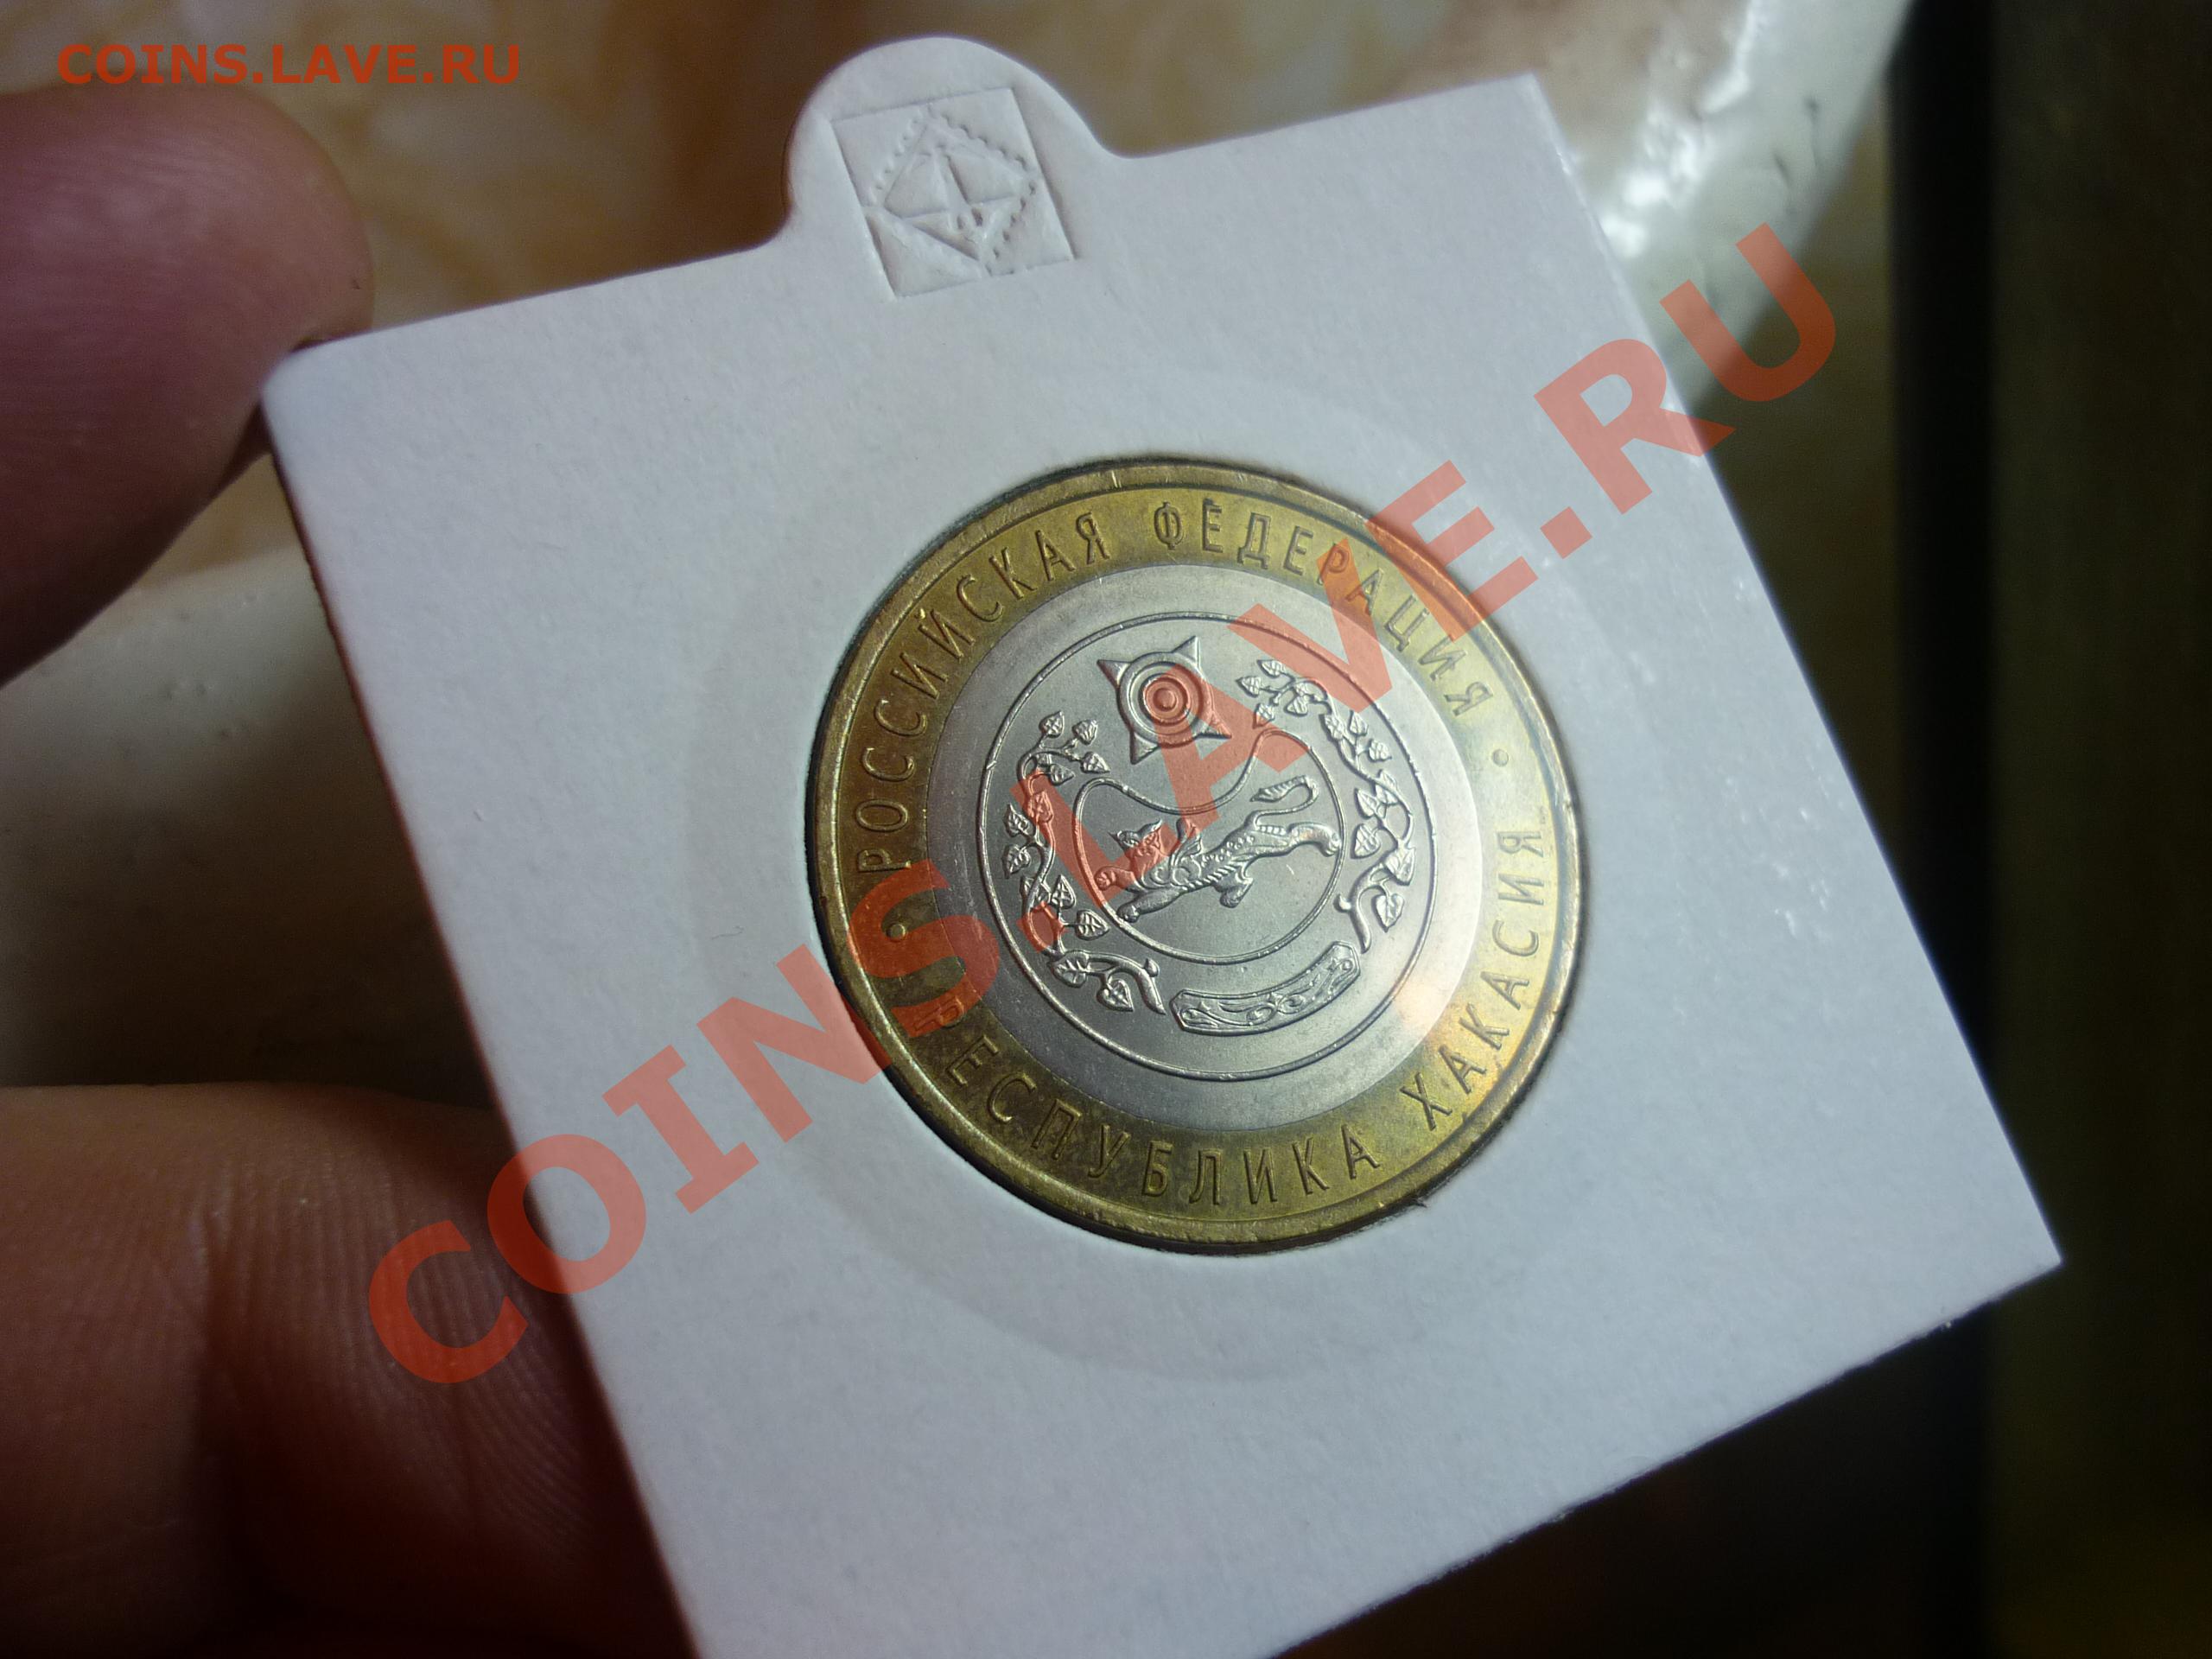 COINS.LAVE.RU
• РОССИЙСКАЯ ФЕДЕРАЦИЯ •
РЕСПУБЛИКА ХАКАСИЯ
COINS.LAVE.RU